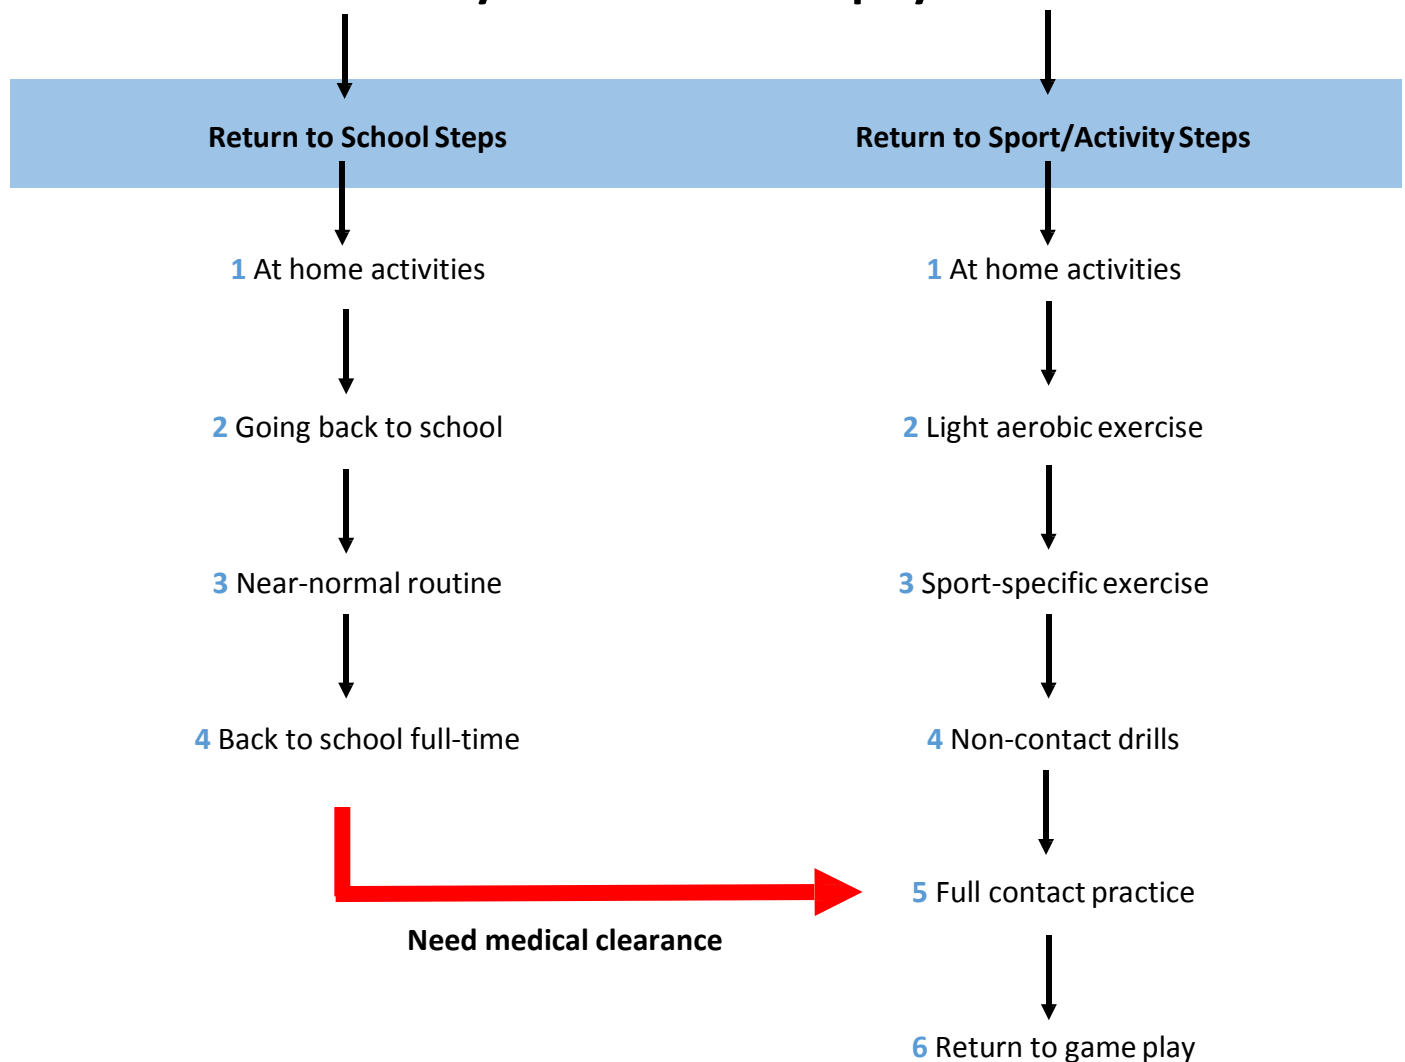 Return to School Steps
Return to Sport/Activity Steps
1 At home activities
1 At home activities
2 Going back to school
2 Light aerobic exercise
3 Near-normal routine
3 Sport-specific exercise
4 Back to school full-time
4 Non-contact drills
5 Full contact practice
Need medical clearance
6 Return to game play